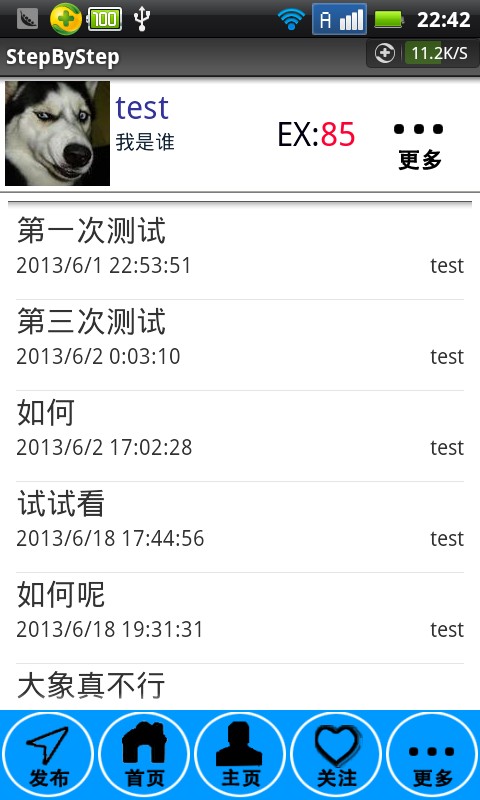 100
A
22:42
StepByStep
11.2K/S
test
我是谁
EX:85
更多
第一次测试
2013/6/1 22:53:51 test
第三次测试
2013/6/2 0:03:10 test
如何
2013/6/2 17:02:28 test
试试看
2013/6/18 17:44:56 test
如何呢
2013/6/18 19:31:31 test
大象真不行
发布 首页 主页 关注 更多